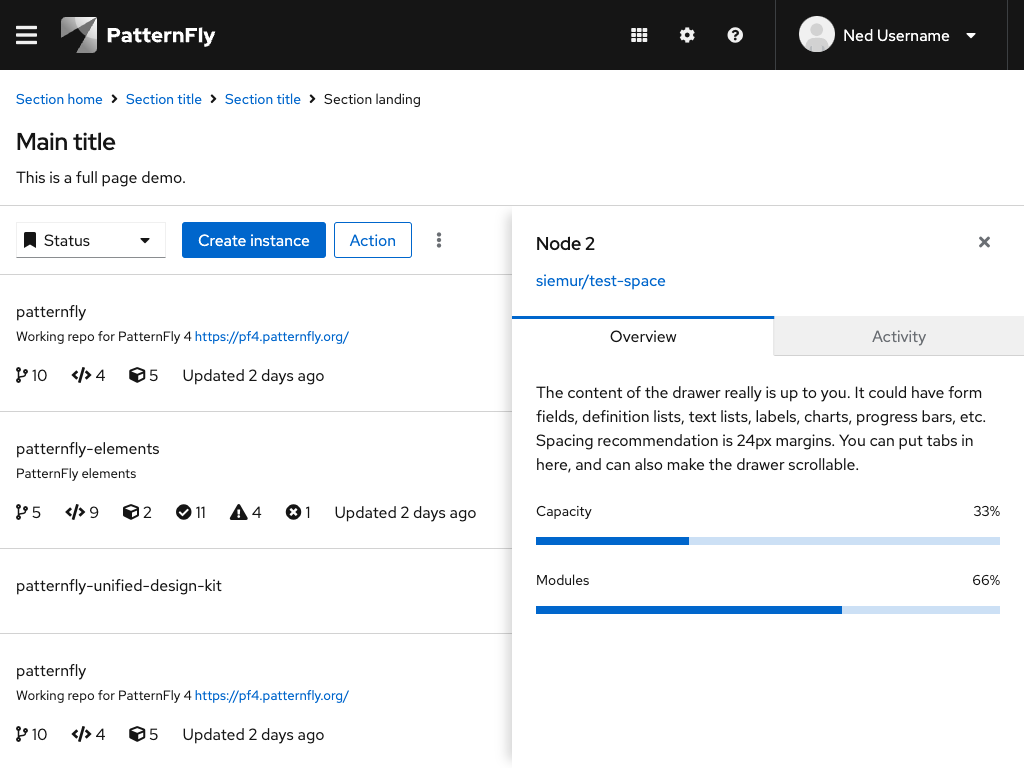 PatternFly
Ned Username
Section home
Section title
Section title
Section landing
Main title
This is a full page demo.
Status
Create instance
Action
patternfly
Working repo for PatternFly 4 https://pf4.patternfly.org/
10 4 5 Updated 2 days ago
patternfly-elements
PatternFly elements
5 9 2 11 4 1 Updated 2 days ago
patternfly-unified-design-kit
patternfly
Working repo for PatternFly 4 https://pf4.patternfly.org/
10 4 5 Updated 2 days ago
Node 2
siemur/test-space
Overview
Activity
The content of the drawer really is up to you. It could have form
fields, definition lists, text lists, labels, charts, progress bars, etc.
Spacing recommendation is 24px margins. You can put tabs in
here, and can also make the drawer scrollable.
Capacity 33%
Modules 66%